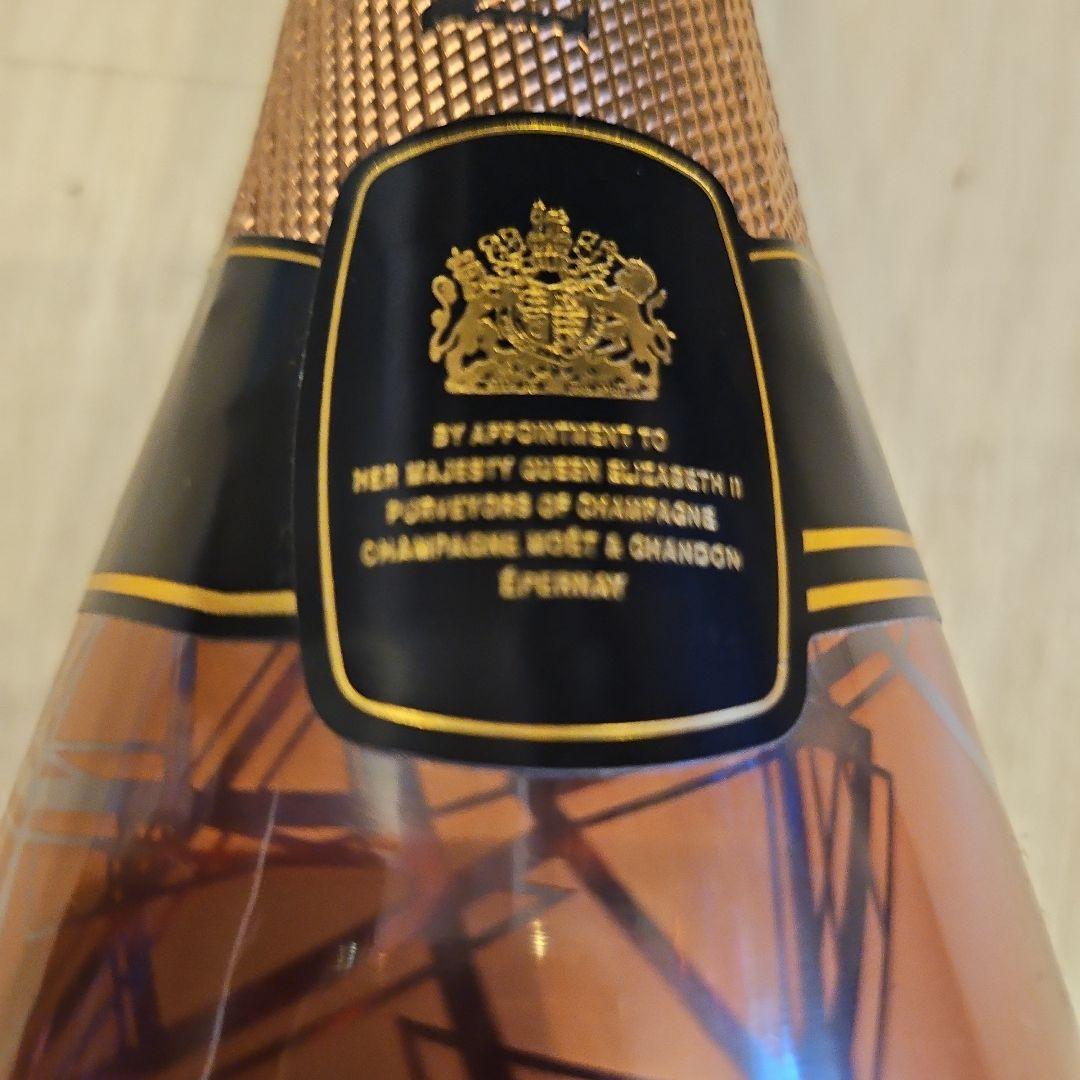 BY APPOINTMENT TO
HER MAJESTY QUEEN ELIZABETH II
PURVEYORS OF CHAMPAGNE
CHAMPAGNE MOËT & CHANDON
ÉPERNAY